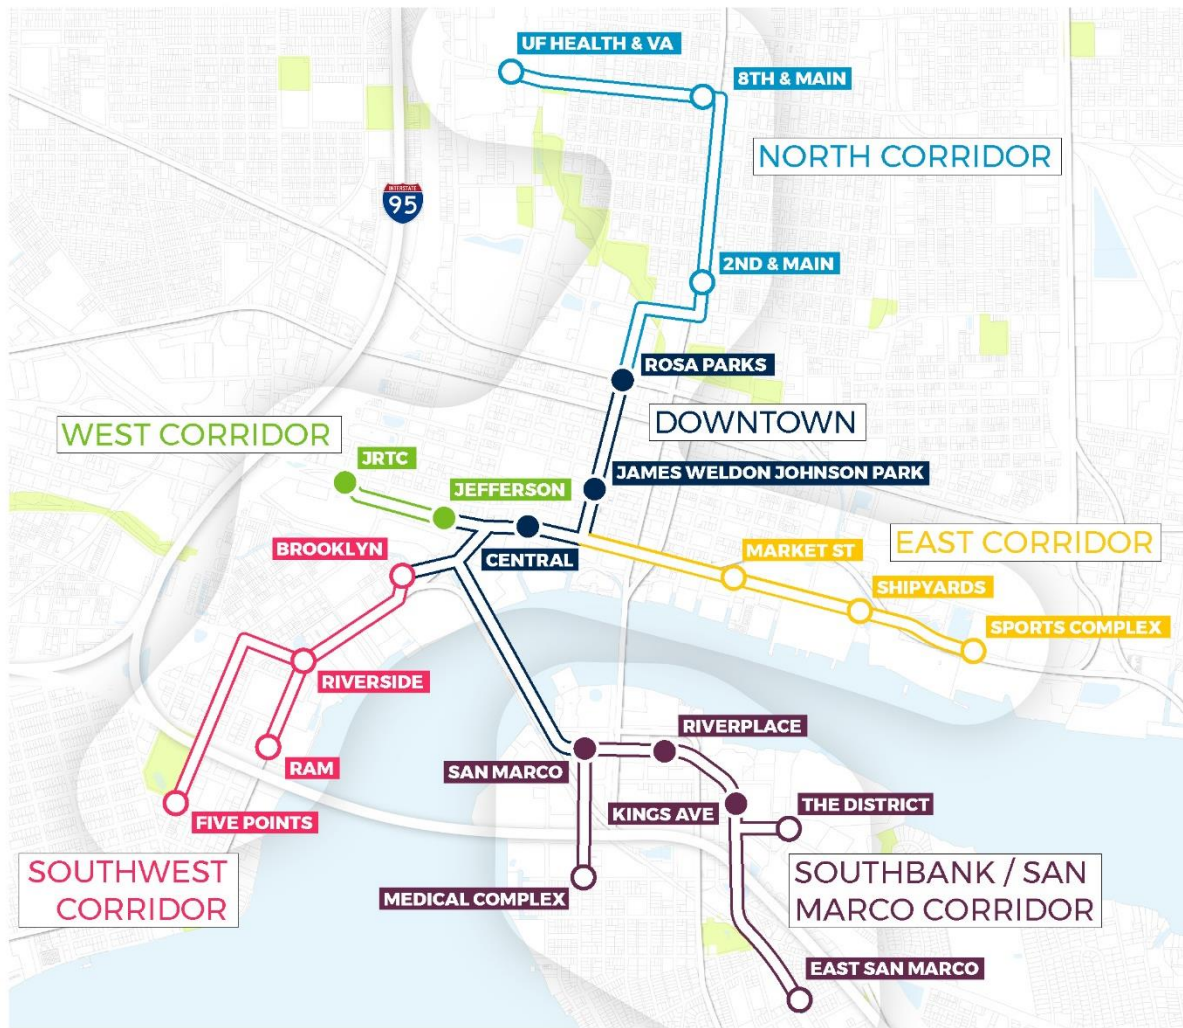 UF HEALTH & VA
8TH & MAIN
NORTH CORRIDOR
INTERSTATE
95
2ND & MAIN
ROSA PARKS
DOWNTOWN
WEST CORRIDOR
JRTC
JAMES WELDON JOHNSON PARK
JEFFERSON
BROOKLYN
CENTRAL
MARKET ST
EAST CORRIDOR
SHIPYARDS
SPORTS COMPLEX
RIVERSIDE
RAM
FIVE POINTS
SOUTHWEST
CORRIDOR
RIVERPLACE
SAN MARCO
KINGS AVE
THE DISTRICT
MEDICAL COMPLEX
SOUTHBANK / SAN
MARCO CORRIDOR
EAST SAN MARCO